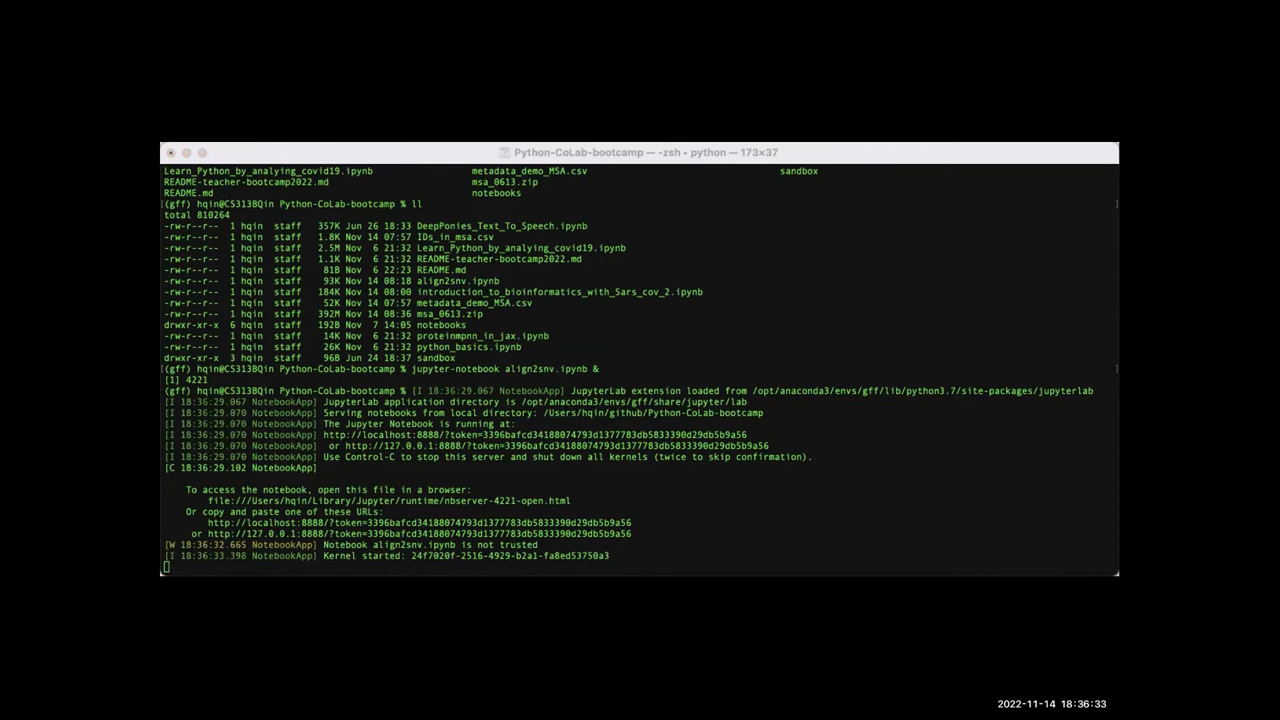 Python-CoLab-bootcamp — -zsh • python — 173×37
Learn_Python_by_analying_covid19.ipynb metadata_demo_MSA.csv sandbox
README-teacher-bootcamp2022.md msa_0613.zip
README.md notebooks
(gff) hqin@CS313BQin Python-CoLab-bootcamp % ll
total 810264
-rw-r--r-- 1 hqin staff 357K Jun 26 18:33 DeepPonies_Text_To_Speech.ipynb
-rw-r--r-- 1 hqin staff 1.8K Nov 14 07:57 IDs_in_msa.csv
-rw-r--r-- 1 hqin staff 2.5M Nov 6 21:32 Learn_Python_by_analying_covid19.ipynb
-rw-r--r-- 1 hqin staff 1.1K Nov 6 21:32 README-teacher-bootcamp2022.md
-rw-r--r-- 1 hqin staff 81B Nov 6 22:23 README.md
-rw-r--r-- 1 hqin staff 93K Nov 14 08:18 align2snv.ipynb
-rw-r--r-- 1 hqin staff 184K Nov 14 08:00 introduction_to_bioinformatics_with_Sars_cov_2.ipynb
-rw-r--r-- 1 hqin staff 52K Nov 14 07:57 metadata_demo_MSA.csv
-rw-r--r-- 1 hqin staff 392M Nov 14 08:36 msa_0613.zip
drwxr-xr-x 6 hqin staff 192B Nov 7 14:05 notebooks
-rw-r--r-- 1 hqin staff 14K Nov 6 21:32 proteinmpnn_in_jax.ipynb
-rw-r--r-- 1 hqin staff 26K Nov 6 21:32 python_basics.ipynb
drwxr-xr-x 3 hqin staff 96B Jun 24 18:37 sandbox
(gff) hqin@CS313BQin Python-CoLab-bootcamp % jupyter-notebook align2snv.ipynb &
[1] 4221
(gff) hqin@CS313BQin Python-CoLab-bootcamp % [I 18:36:29.067 NotebookApp] JupyterLab extension loaded from /opt/anaconda3/envs/gff/lib/python3.7/site-packages/jupyterlab
[I 18:36:29.067 NotebookApp] JupyterLab application directory is /opt/anaconda3/envs/gff/share/jupyter/lab
[I 18:36:29.070 NotebookApp] Serving notebooks from local directory: /Users/hqin/github/Python-CoLab-bootcamp
[I 18:36:29.070 NotebookApp] The Jupyter Notebook is running at:
[I 18:36:29.070 NotebookApp] http://localhost:8888/?token=3396bafcd34188074793d1377783db5833390d29db5b9a56
[I 18:36:29.070 NotebookApp] or http://127.0.0.1:8888/?token=3396bafcd34188074793d1377783db5833390d29db5b9a56
[I 18:36:29.070 NotebookApp] Use Control-C to stop this server and shut down all kernels (twice to skip confirmation).
[C 18:36:29.102 NotebookApp]
To access the notebook, open this file in a browser:
file:///Users/hqin/Library/Jupyter/runtime/nbserver-4221-open.html
Or copy and paste one of these URLs:
http://localhost:8888/?token=3396bafcd34188074793d1377783db5833390d29db5b9a56
or http://127.0.0.1:8888/?token=3396bafcd34188074793d1377783db5833390d29db5b9a56
[W 18:36:32.665 NotebookApp] Notebook align2snv.ipynb is not trusted
[I 18:36:33.398 NotebookApp] Kernel started: 24f7020f-2516-4929-b2a1-fa8ed53750a3
2022-11-14 18:36:33